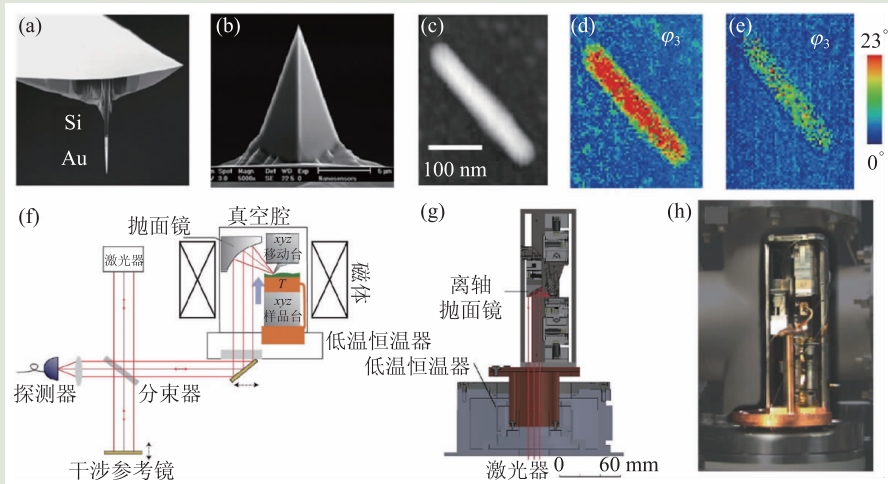 (a)
Si
Au
(b)
(c)
100 nm
(d)
φ₃
(e)
φ₃
23°
0°
(f)
真空腔
抛面镜
激光器
xyz
移动台
T
xyz
样品台
磁体
低温恒温器
探测器
分束器
干涉参考镜
(g)
离轴
抛面镜
低温恒温器
激光器
0 60 mm
(h)